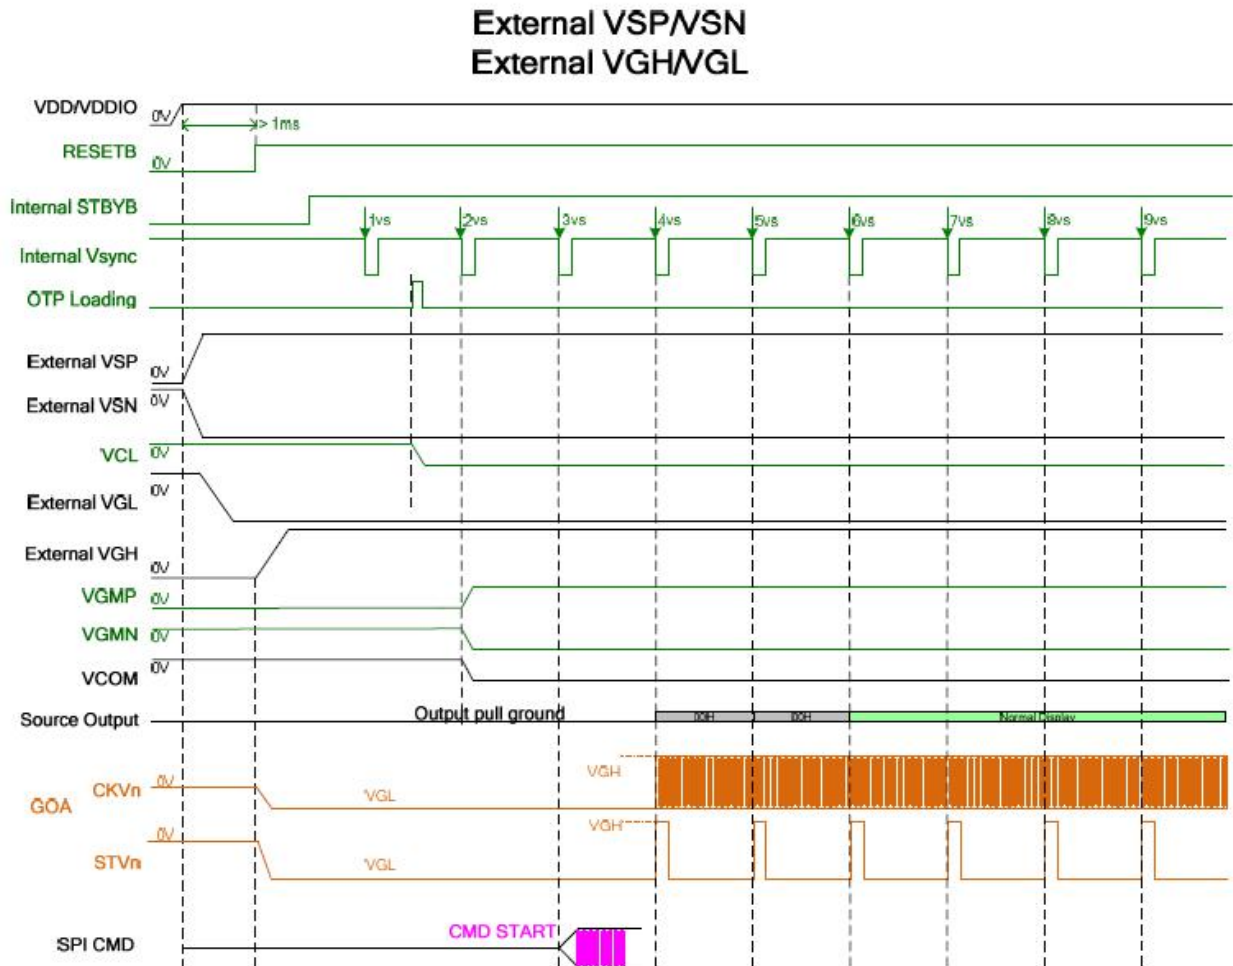 External VSP/VSN
External VGH/VGL
VDD/VDDIO 0V > 1ms
RESETB 0V
Internal STBYB
1vs 2vs 3vs 4vs 5vs 6vs 7vs 8vs 9vs
Internal Vsync
OTP Loading
External VSP 0V
External VSN 0V
VCL 0V
External VGL 0V
External VGH 0V
VGMP 0V
VGMN 0V
VCOM 0V
Source Output Output pull ground 00H 00H Normal Display
VGH
GOA CKVn 0V VGL
VGH
STVn 0V VGL
CMD START
SPI CMD